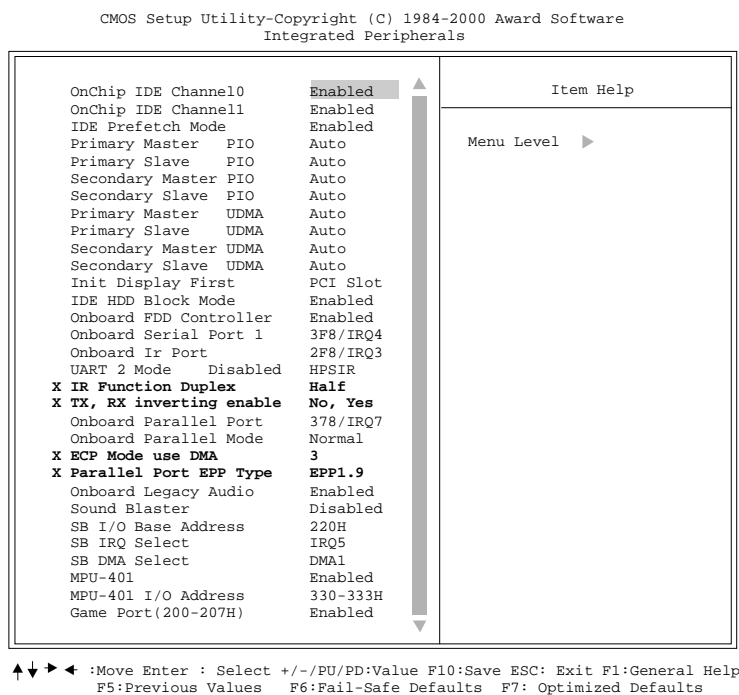 CMOS Setup Utility-Copyright (C) 1984-2000 Award Software
Integrated Peripherals
OnChip IDE Channel0 Enabled
OnChip IDE Channel1 Enabled
IDE Prefetch Mode Enabled
Primary Master PIO Auto
Primary Slave PIO Auto
Secondary Master PIO Auto
Secondary Slave PIO Auto
Primary Master UDMA Auto
Primary Slave UDMA Auto
Secondary Master UDMA Auto
Secondary Slave UDMA Auto
Init Display First PCI Slot
IDE HDD Block Mode Enabled
Onboard FDD Controller Enabled
Onboard Serial Port 1 3F8/IRQ4
Onboard Ir Port 2F8/IRQ3
UART 2 Mode Disabled HPSIR
X IR Function Duplex Half
X TX, RX inverting enable No, Yes
Onboard Parallel Port 378/IRQ7
Onboard Parallel Mode Normal
X ECP Mode use DMA 3
X Parallel Port EPP Type EPP1.9
Onboard Legacy Audio Enabled
Sound Blaster Disabled
SB I/O Base Address 220H
SB IRQ Select IRQ5
SB DMA Select DMA1
MPU-401 Enabled
MPU-401 I/O Address 330-333H
Game Port(200-207H) Enabled
Item Help
Menu Level
:Move Enter : Select +/-/PU/PD:Value F10:Save ESC: Exit F1:General Help
F5:Previous Values F6:Fail-Safe Defaults F7: Optimized Defaults